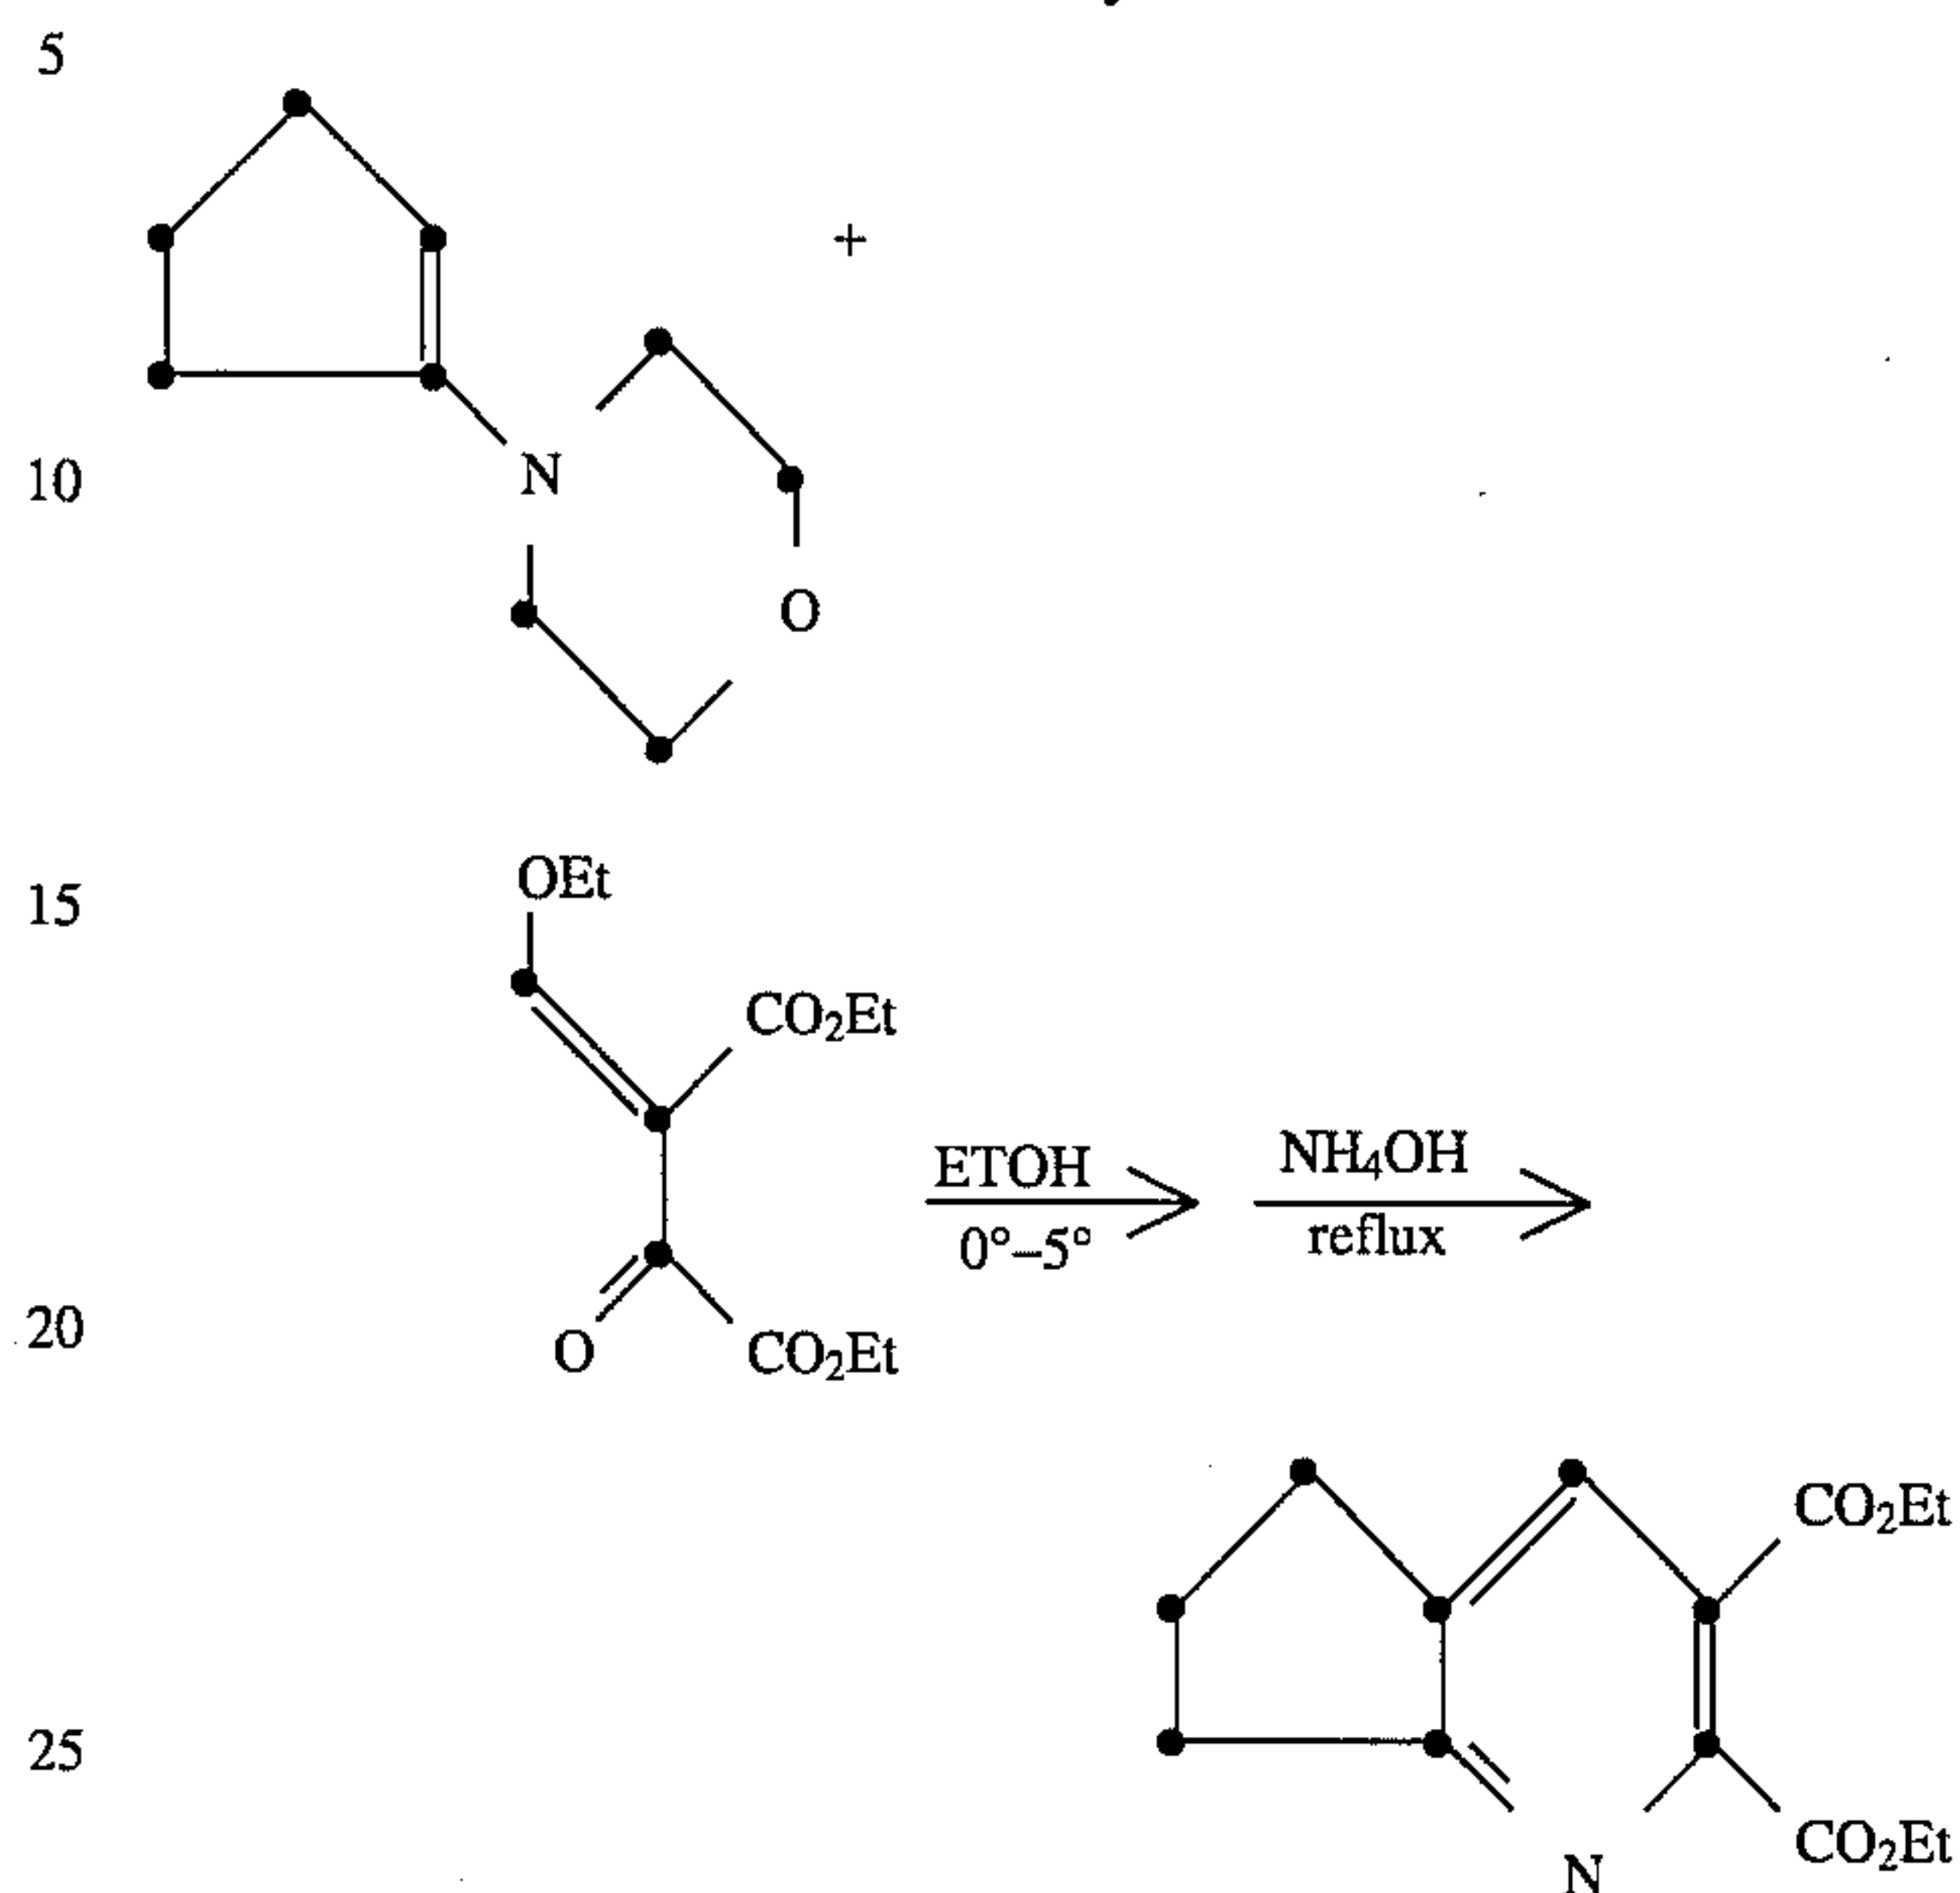 5
+
10
N
O
15
OEt
CO₂Et
ETOH
0°–5°
NH₄OH
reflux
20
O
CO₂Et
CO₂Et
25
CO₂Et
N